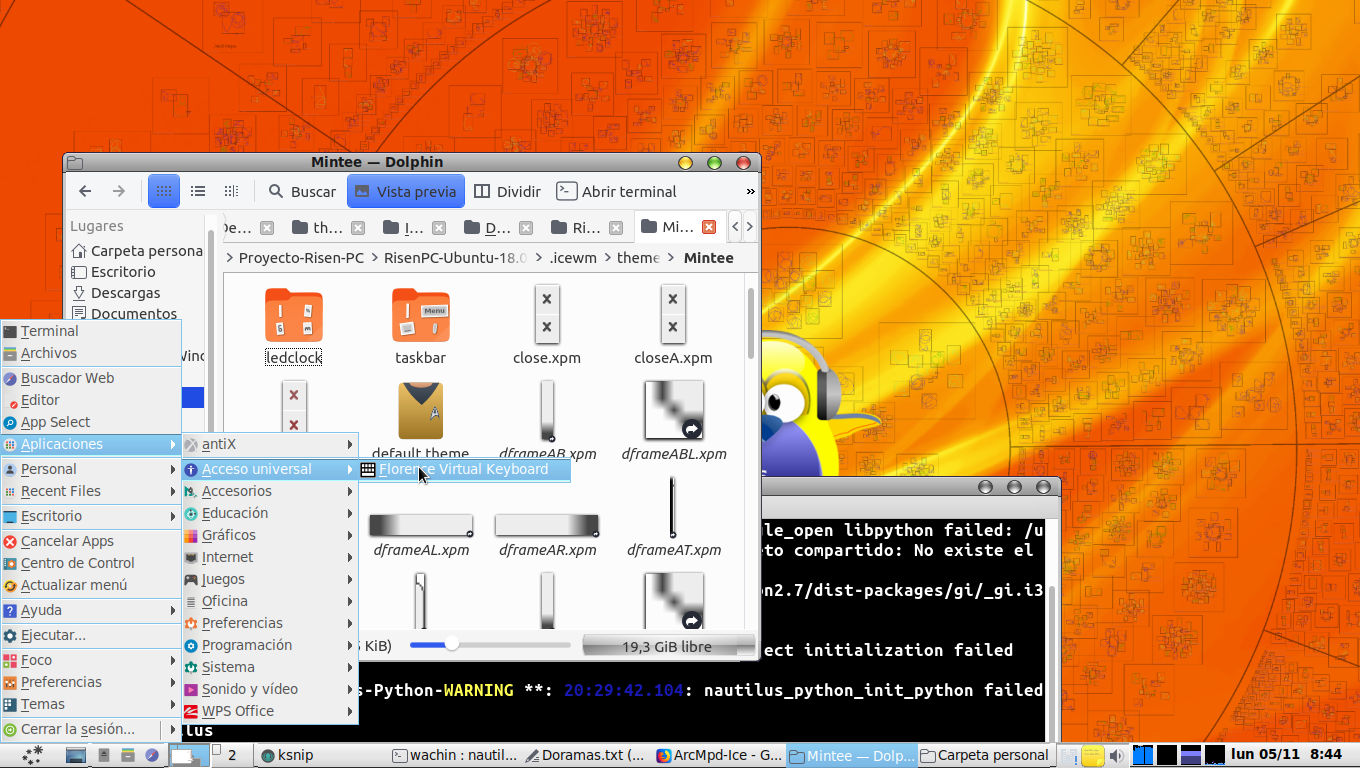 Mintee — Dolphin
Buscar Vista previa Dividir Abrir terminal »
Lugares
th... I... D... Ri... Mi...
Proyecto-Risen-PC > RisenPC-Ubuntu-18.0 > .icewm > theme > Mintee
Carpeta persona
Escritorio
Descargas
Documentos
ledclock taskbar close.xpm closeA.xpm
default theme dframeAB.xpm dframeABL.xpm
dframeAL.xpm dframeAR.xpm dframeAT.xpm
Menu
KiB) 19,3 GiB libre
Terminal
Archivos
Buscador Web
Editor
App Select
Aplicaciones
Personal
Recent Files
Escritorio
Cancelar Apps
Centro de Control
Actualizar menú
Ayuda
Ejecutar...
Foco
Preferencias
Temas
Cerrar la sesión...
antiX
Acceso universal
Accesorios
Educación
Gráficos
Internet
Juegos
Oficina
Preferencias
Programación
Sistema
Sonido y vídeo
WPS Office
Florence Virtual Keyboard
le_open libpython failed: /u
to compartido: No existe el
n2.7/dist-packages/gi/_gi.i3
ect initialization failed
s-Python-WARNING **: 20:29:42.104: nautilus_python_init_python failed
lus
2 ksnip wachin : nautil... Doramas.txt (... ArcMpd-Ice - G... Mintee — Dolp... Carpeta personal lun 05/11 8:44